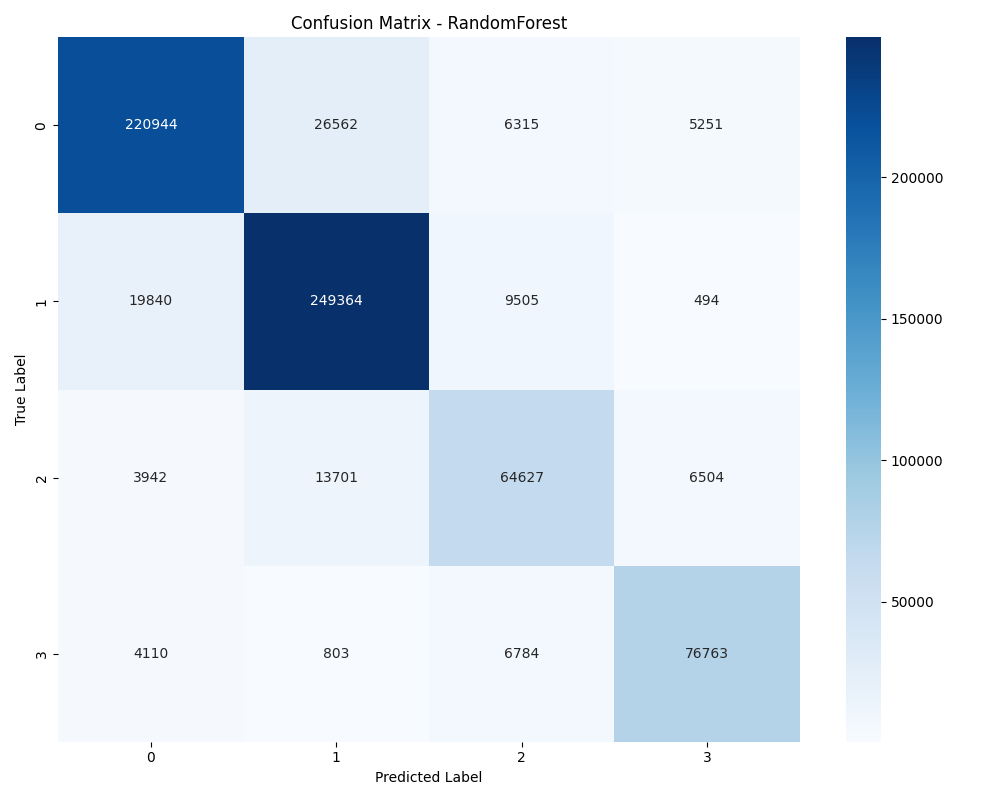 Confusion Matrix - RandomForest
0 220944 26562 6315 5251
1 19840 249364 9505 494
2 3942 13701 64627 6504
3 4110 803 6784 76763
0 1 2 3
True Label
Predicted Label
200000
150000
100000
50000